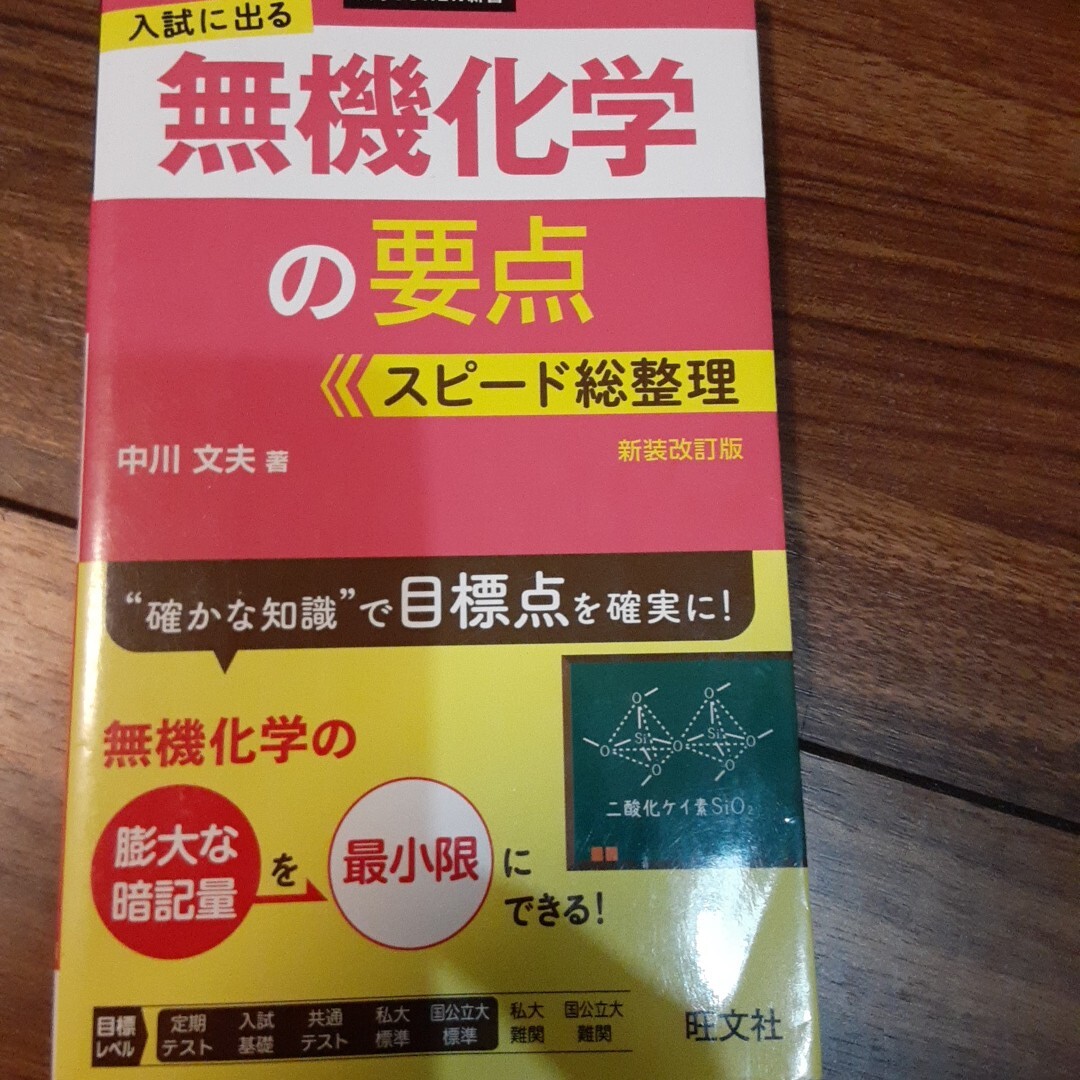 入試に出る
無機化学
の要点
スピード総整理
中川 文夫 著
新装改訂版
“確かな知識”で目標点を確実に!
無機化学の
膨大な
暗記量
を
最小限
に
できる!
O
O
Si
Si
O
O
O
O
O
二酸化ケイ素SiO₂
目標
レベル
定期
テスト
入試
基礎
共通
テスト
私大
標準
国公立大
標準
私大
難関
国公立大
難関
旺文社